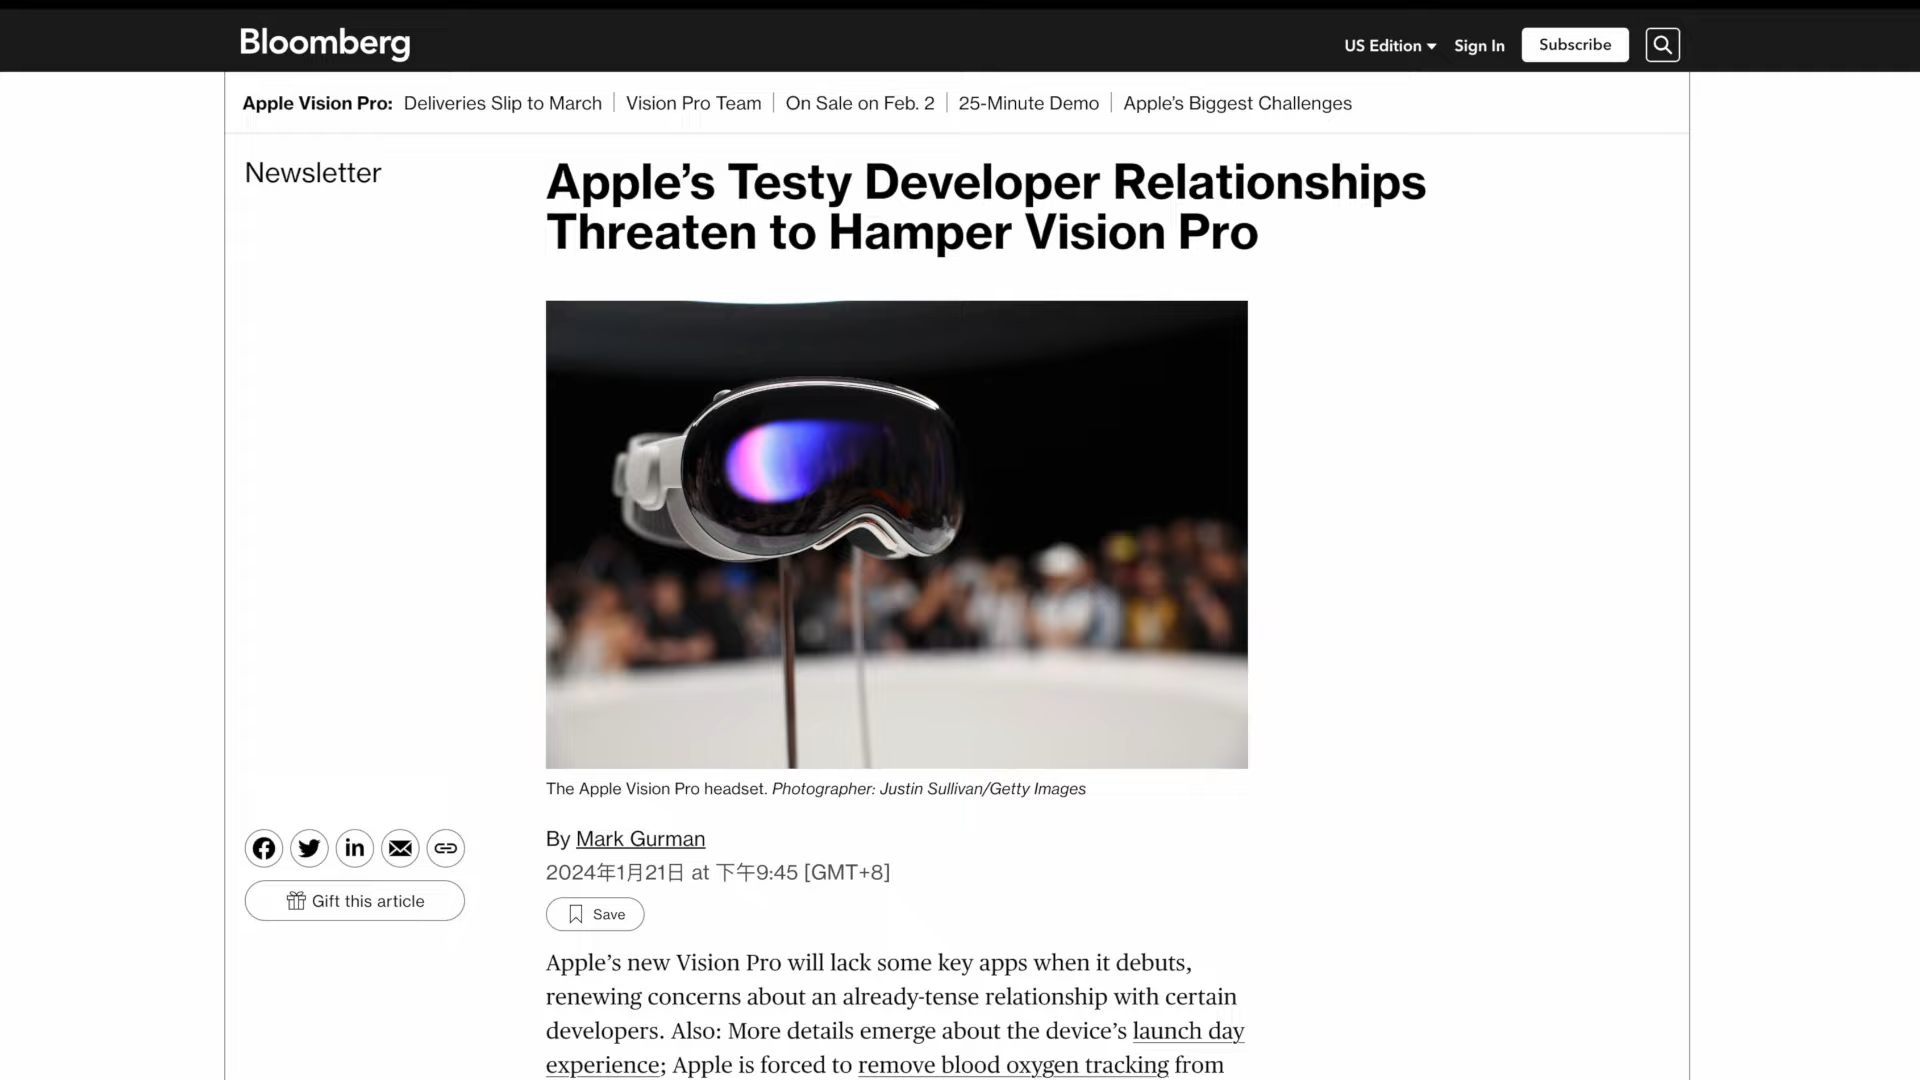 Bloomberg
US Edition
Sign In
Subscribe
Apple Vision Pro: Deliveries Slip to March | Vision Pro Team | On Sale on Feb. 2 | 25-Minute Demo | Apple’s Biggest Challenges
Newsletter
Apple’s Testy Developer Relationships
Threaten to Hamper Vision Pro
The Apple Vision Pro headset. Photographer: Justin Sullivan/Getty Images
By Mark Gurman
2024年1月21日 at 下午9:45 [GMT+8]
Gift this article
Save
Apple’s new Vision Pro will lack some key apps when it debuts,
renewing concerns about an already-tense relationship with certain
developers. Also: More details emerge about the device’s launch day
experience; Apple is forced to remove blood oxygen tracking from